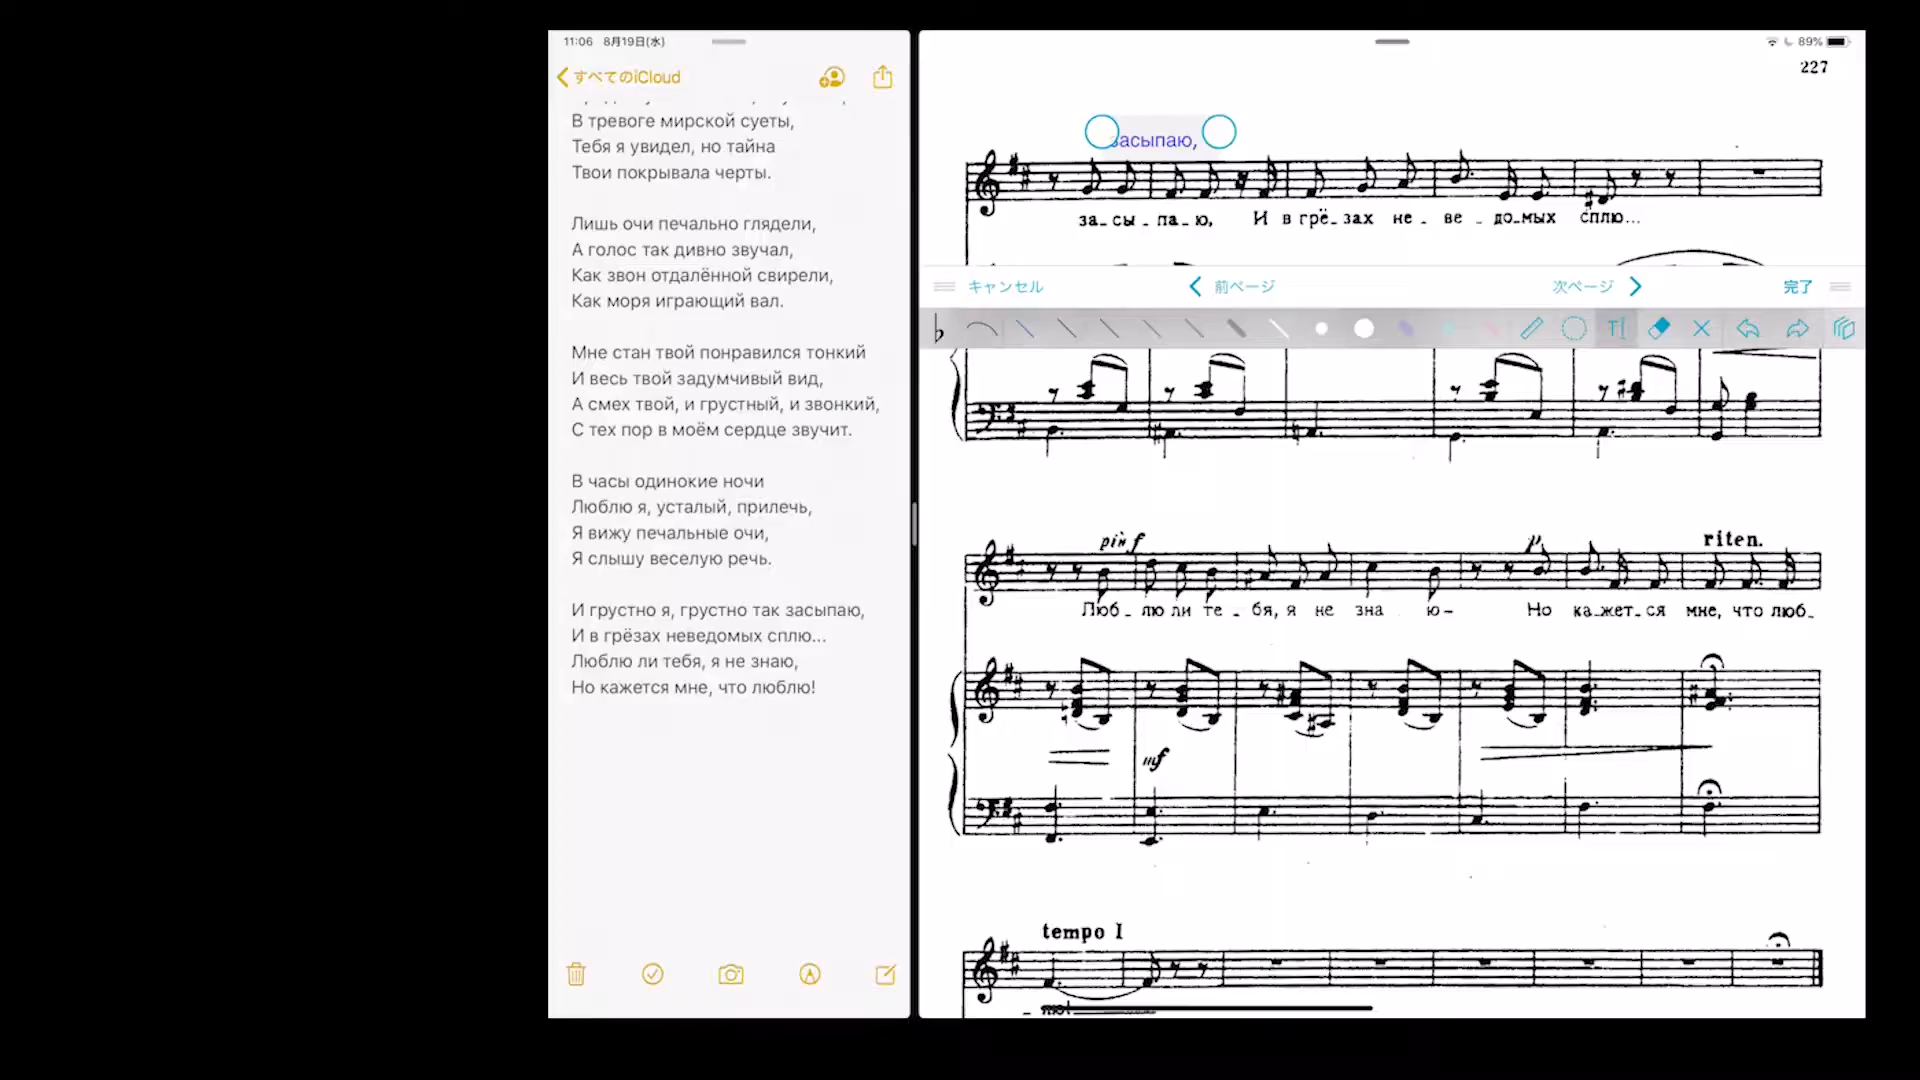 11:06 8月19日(水)
すべてのiCloud
В тревоге мирской суеты,
Тебя я увидел, но тайна
Твои покрывала черты.
Лишь очи печально глядели,
А голос так дивно звучал,
Как звон отдалённой свирели,
Как моря играющий вал.
Мне стан твой понравился тонкий
И весь твой задумчивый вид,
А смех твой, и грустный, и звонкий,
С тех пор в моём сердце звучит.
В часы одинокие ночи
Люблю я, усталый, прилечь,
Я вижу печальные очи,
Я слышу веселую речь.
И грустно я, грустно так засыпаю,
И в грёзах неведомых сплю...
Люблю ли тебя, я не знаю,
Но кажется мне, что люблю!
89%
227
засыпаю,
за-сы-па-ю, И в грё-зах не-ве-до-мых сплю...
キャンセル 前ページ 次ページ 完了
più f p riten.
Люб-лю ли те-бя, я не зна ю- Но ка-жет-ся мне, что люб-
mf
tempo I